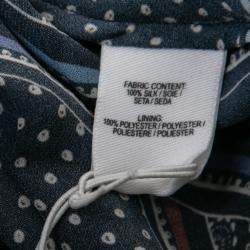 FABRIC CONTENT:
100% SILK / SOIE /
SETA / SEDA
LINING:
100% POLYESTER / POLYESTER /
POLIESTERE / POLIESTER